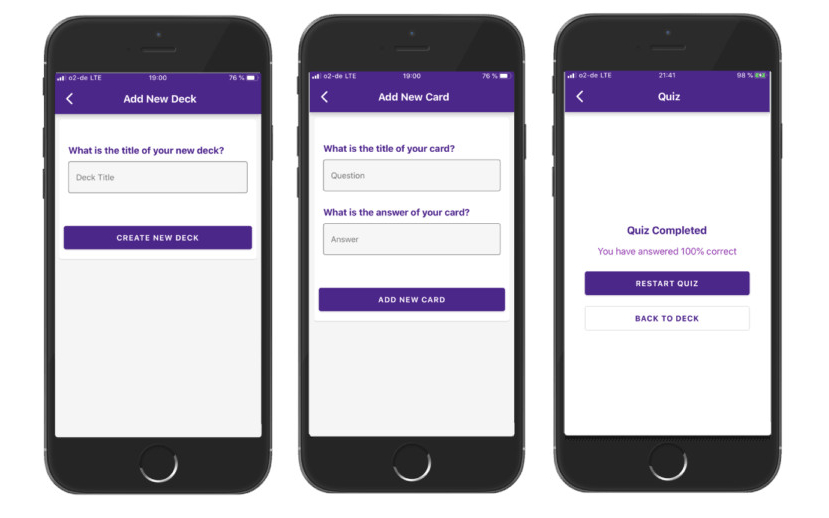 o2-de LTE 19:00 76 %
Add New Deck
What is the title of your new deck?
Deck Title
CREATE NEW DECK
o2-de LTE 19:00 76 %
Add New Card
What is the title of your card?
Question
What is the answer of your card?
Answer
ADD NEW CARD
o2-de LTE 21:41 98 %
Quiz
Quiz Completed
You have answered 100% correct
RESTART QUIZ
BACK TO DECK